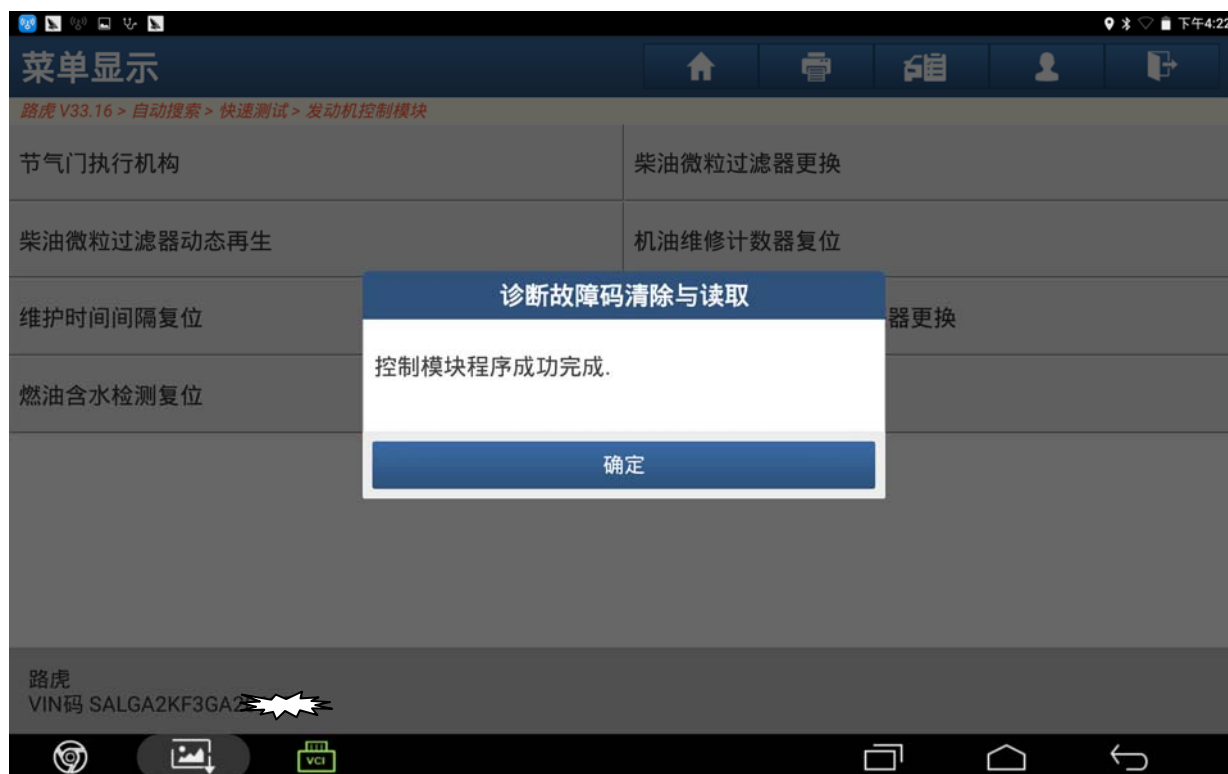 下午4:22
菜单显示
路虎 V33.16 > 自动搜索 > 快速测试 > 发动机控制模块
节气门执行机构
柴油微粒过滤器更换
柴油微粒过滤器动态再生
机油维修计数器复位
维护时间间隔复位
器更换
燃油含水检测复位
诊断故障码清除与读取
控制模块程序成功完成.
确定
路虎
VIN码 SALGA2KF3GA2
VCI